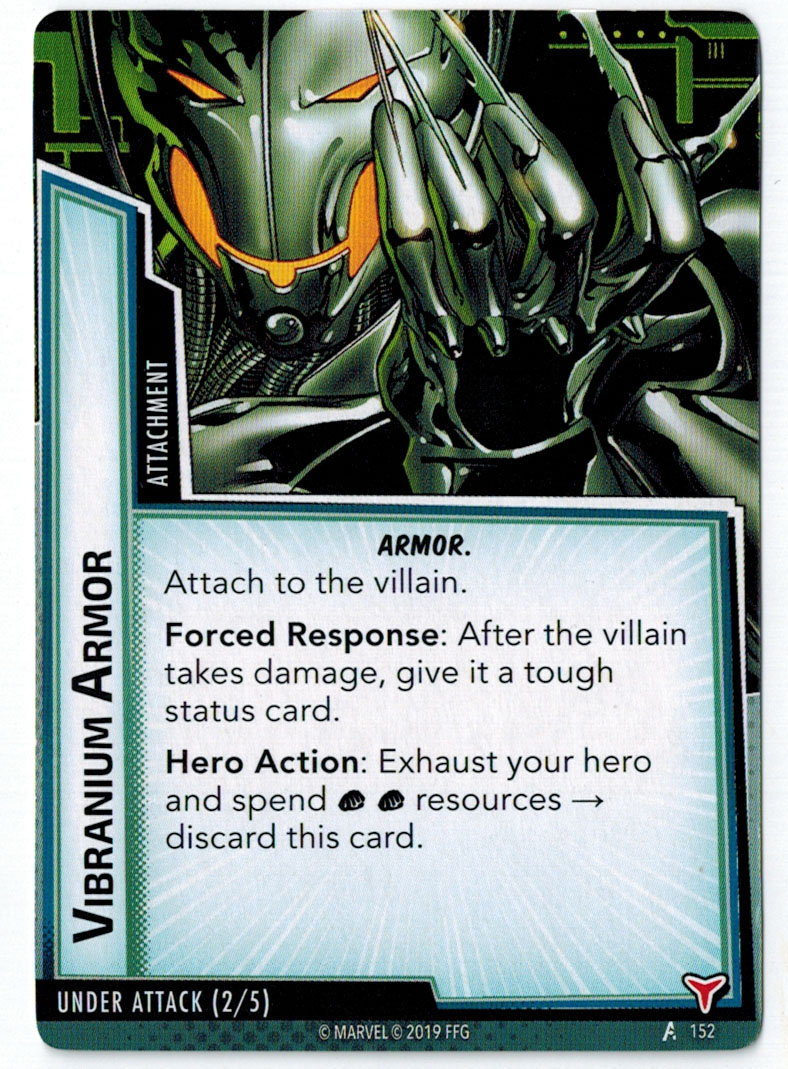 ATTACHMENT
VIBRANIUM ARMOR
ARMOR.
Attach to the villain.
Forced Response: After the villain
takes damage, give it a tough
status card.
Hero Action: Exhaust your hero
and spend resources →
discard this card.
UNDER ATTACK (2/5)
© MARVEL © 2019 FFG
152